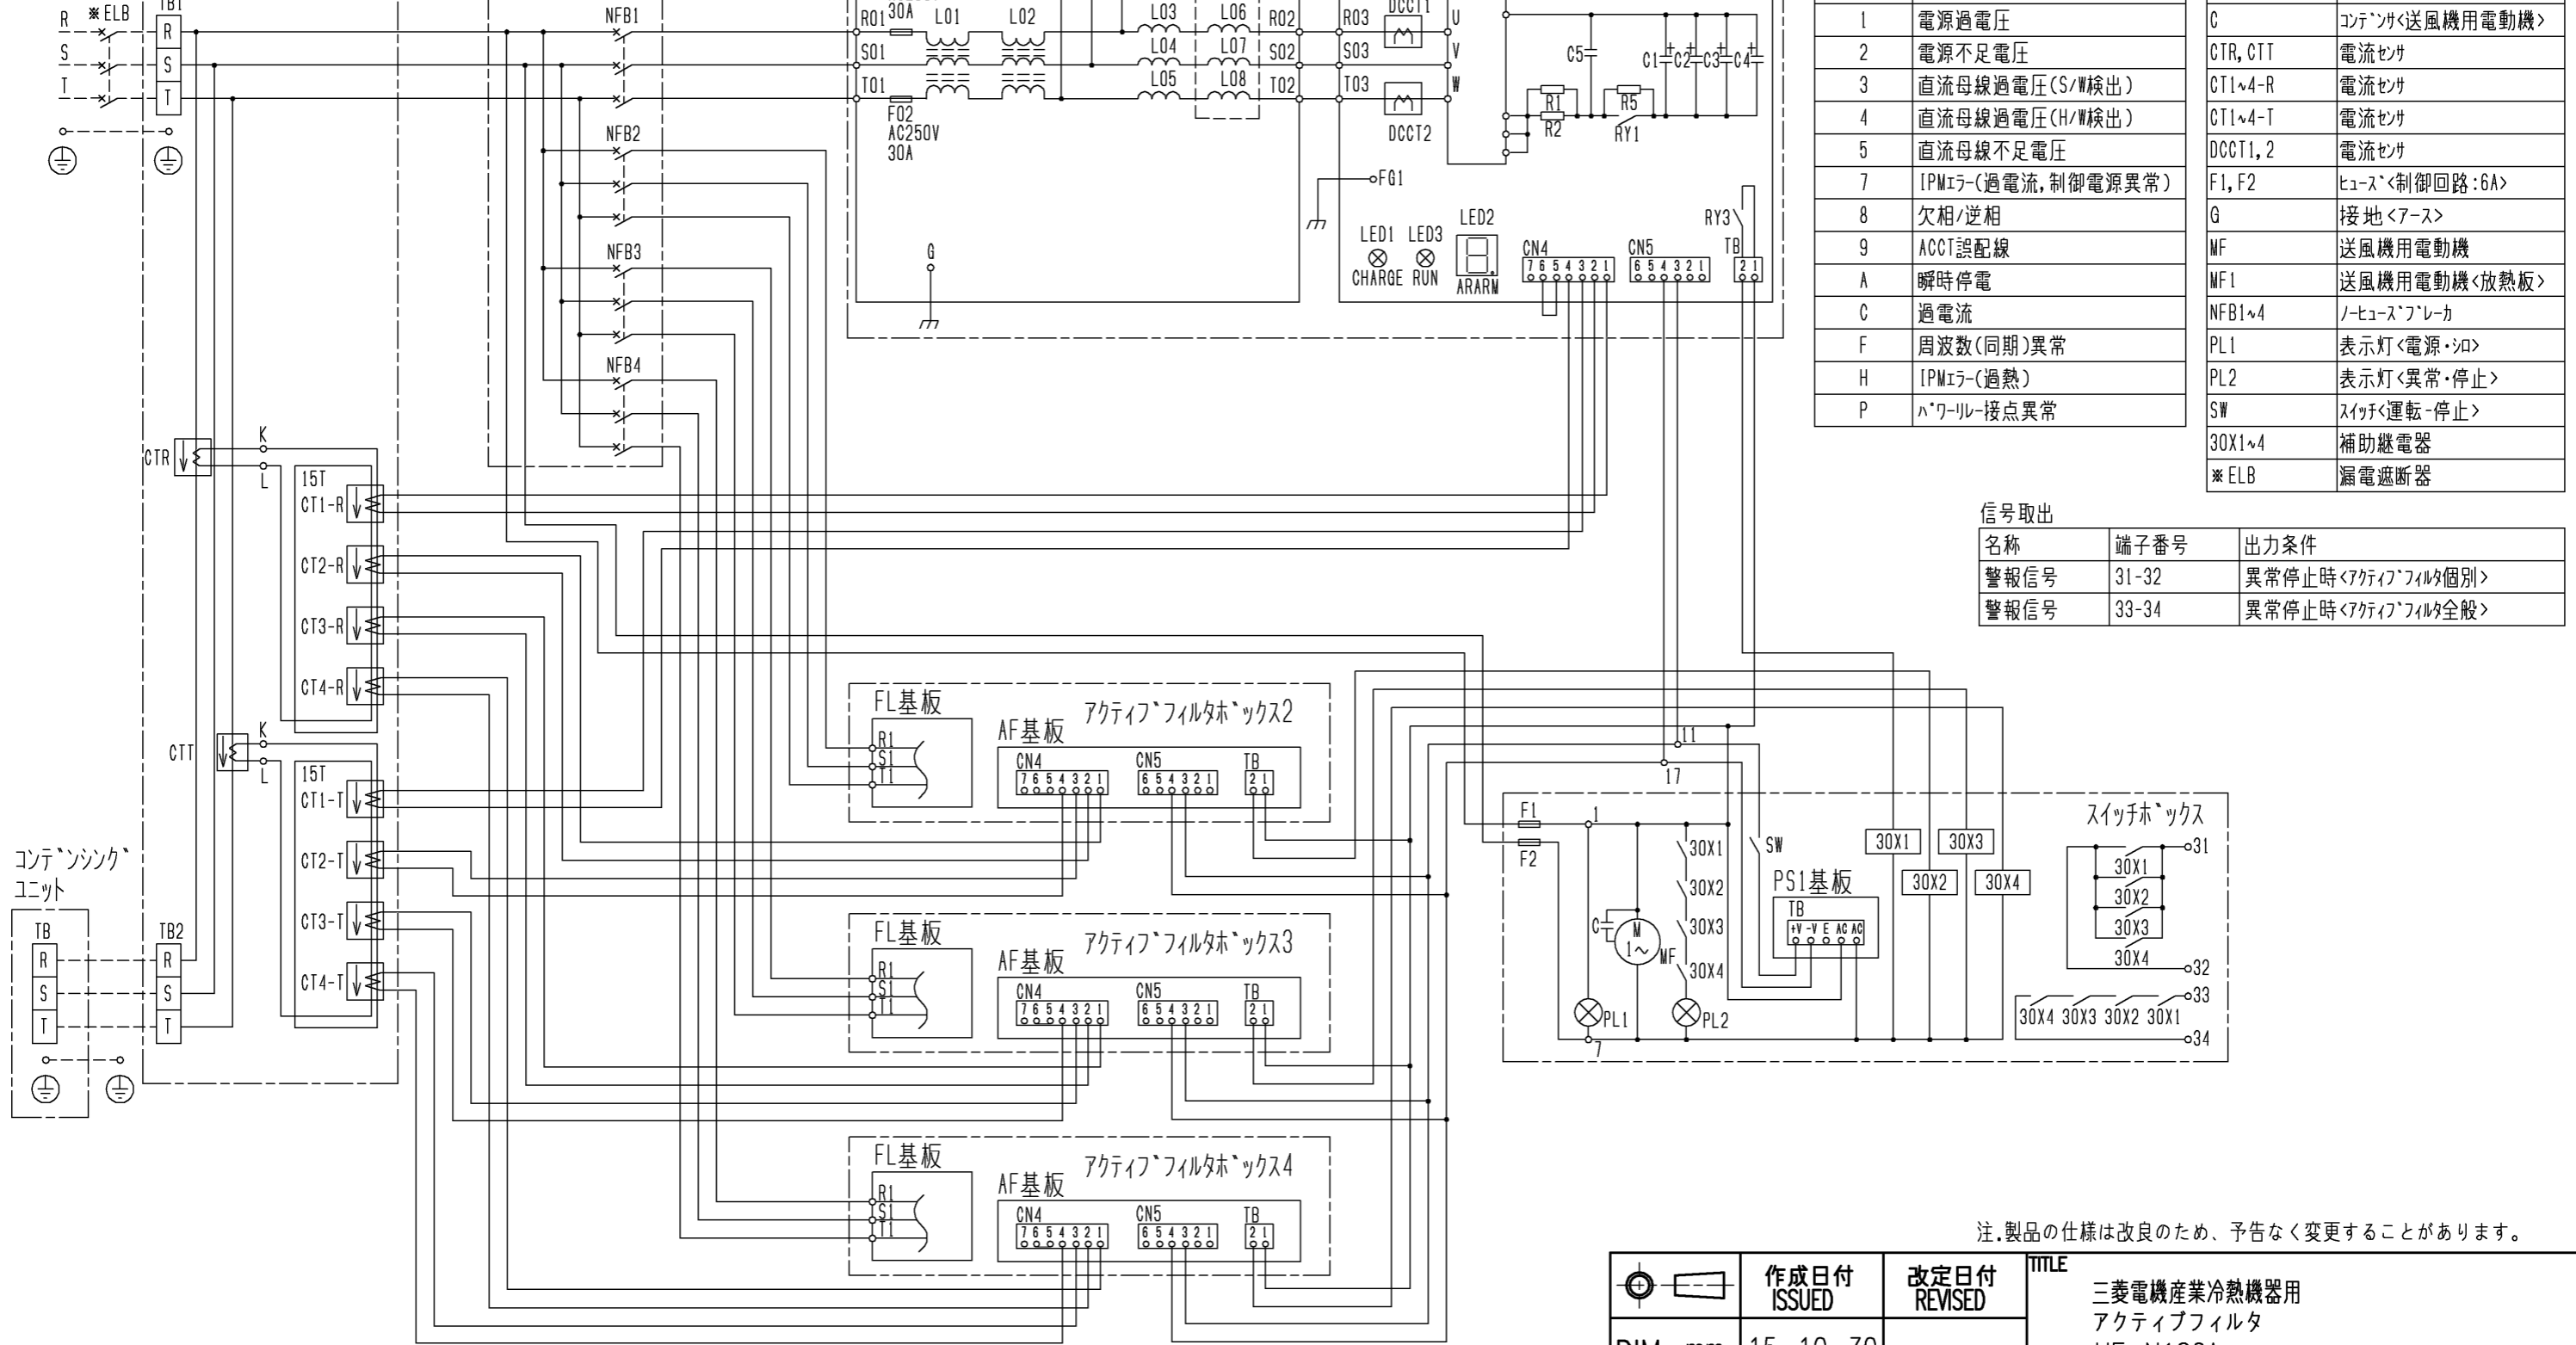 TB1
※ELB
R
S
T
R
S
T
NFB1
NFB2
NFB3
NFB4
R01
30A
S01
T01
F02
AC250V
30A
L01
L02
L03
L04
L05
L06
L07
L08
R02
S02
T02
R03
S03
T03
DCCT1
DCCT2
U
V
W
C5
C1
C2
C3
C4
R1
R2
R5
RY1
RY3
FG1
G
LED1
CHARGE
LED3
RUN
LED2
ARARM
CN4
7 6 5 4 3 2 1
CN5
6 5 4 3 2 1
TB
2 1
1 電源過電圧
2 電源不足電圧
3 直流母線過電圧(S/W検出)
4 直流母線過電圧(H/W検出)
5 直流母線不足電圧
7 IPMエラー(過電流,制御電源異常)
8 欠相/逆相
9 ACCT誤配線
A 瞬時停電
C 過電流
F 周波数(同期)異常
H IPMエラー(過熱)
P パワーリレー接点異常
C コンデンサ<送風機用電動機>
CTR,CTT 電流センサ
CT1~4-R 電流センサ
CT1~4-T 電流センサ
DCCT1,2 電流センサ
F1,F2 ヒューズ<制御回路:6A>
G 接地<アース>
MF 送風機用電動機
MF1 送風機用電動機<放熱板>
NFB1~4 ノーヒューズブレーカ
PL1 表示灯<電源・シロ>
PL2 表示灯<異常・停止>
SW スイッチ<運転-停止>
30X1~4 補助継電器
※ELB 漏電遮断器
信号取出
名称 端子番号 出力条件
警報信号 31-32 異常停止時<アクティブフィルタ個別>
警報信号 33-34 異常停止時<アクティブフィルタ全般>
CTR
K
L
15T
CT1-R
CT2-R
CT3-R
CT4-R
CTT
K
L
15T
CT1-T
CT2-T
CT3-T
CT4-T
コンデンシング
ユニット
TB
R
S
T
TB2
R
S
T
FL基板
アクティブフィルタボックス2
AF基板
R1
S1
T1
CN4
7 6 5 4 3 2 1
CN5
6 5 4 3 2 1
TB
2 1
FL基板
アクティブフィルタボックス3
AF基板
R1
S1
T1
CN4
7 6 5 4 3 2 1
CN5
6 5 4 3 2 1
TB
2 1
FL基板
アクティブフィルタボックス4
AF基板
R1
S1
T1
CN4
7 6 5 4 3 2 1
CN5
6 5 4 3 2 1
TB
2 1
11
17
スイッチボックス
F1
F2
1
7
C
M
1~
MF
PL1
30X1
30X2
30X3
30X4
PL2
SW
PS1基板
TB
+V -V E AC AC
30X1
30X3
30X2
30X4
31
30X1
30X2
30X3
30X4
32
33
30X4 30X3 30X2 30X1
34
注.製品の仕様は改良のため、予告なく変更することがあります。
作成日付
ISSUED
改定日付
REVISED
TITLE
三菱電機産業冷熱機器用
アクティブフィルタ